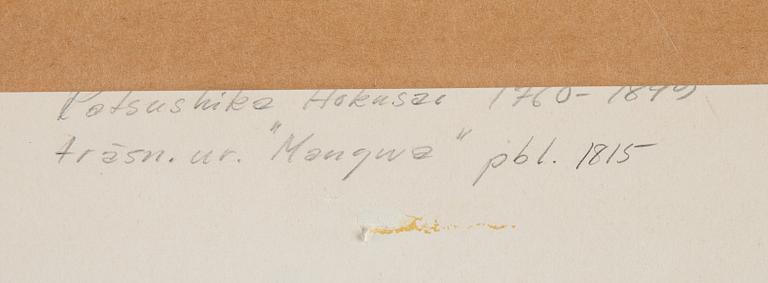 Katsushika Hokusai 1760-1849
träsn. ur. "Mangwa" pbl. 1815